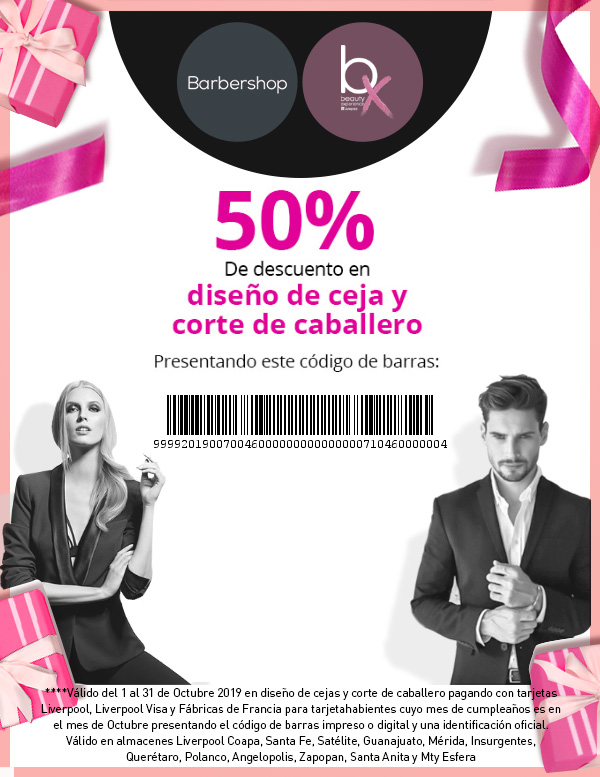 Barbershop
bx
beauty
experience
50%
De descuento en
diseño de ceja y
corte de caballero
Presentando este código de barras:
99992019007004600000000000000710460000004
****Válido del 1 al 31 de Octubre 2019 en diseño de cejas y corte de caballero pagando con tarjetas
Liverpool, Liverpool Visa y Fábricas de Francia para tarjetahabientes cuyo mes de cumpleaños es en
el mes de Octubre presentando el código de barras impreso o digital y una identificación oficial.
Válido en almacenes Liverpool Coapa, Santa Fe, Satélite, Guanajuato, Mérida, Insurgentes,
Querétaro, Polanco, Angelopolis, Zapopan, Santa Anita y Mty Esfera